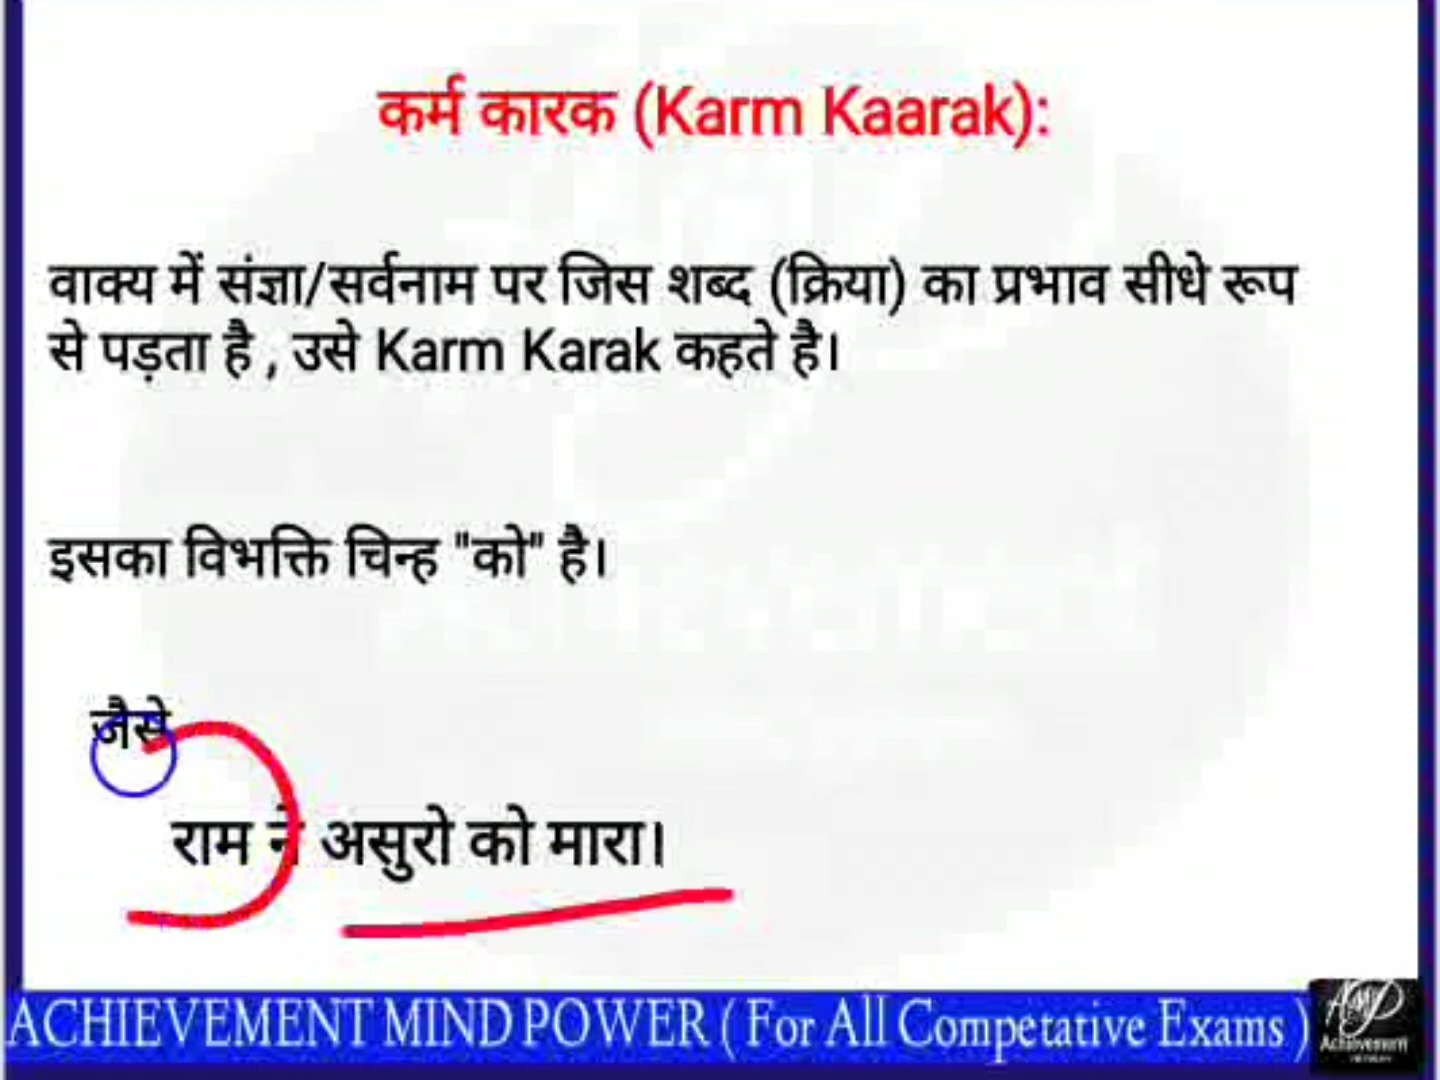 कर्म कारक (Karm Kaarak):
वाक्य में संज्ञा/सर्वनाम पर जिस शब्द (क्रिया) का प्रभाव सीधे रूप
से पड़ता है , उसे Karm Karak कहते है।
इसका विभक्ति चिन्ह "को" है।
जैसे
राम ने असुरो को मारा।
ACHIEVEMENT MIND POWER ( For All Competative Exams )
Achievement